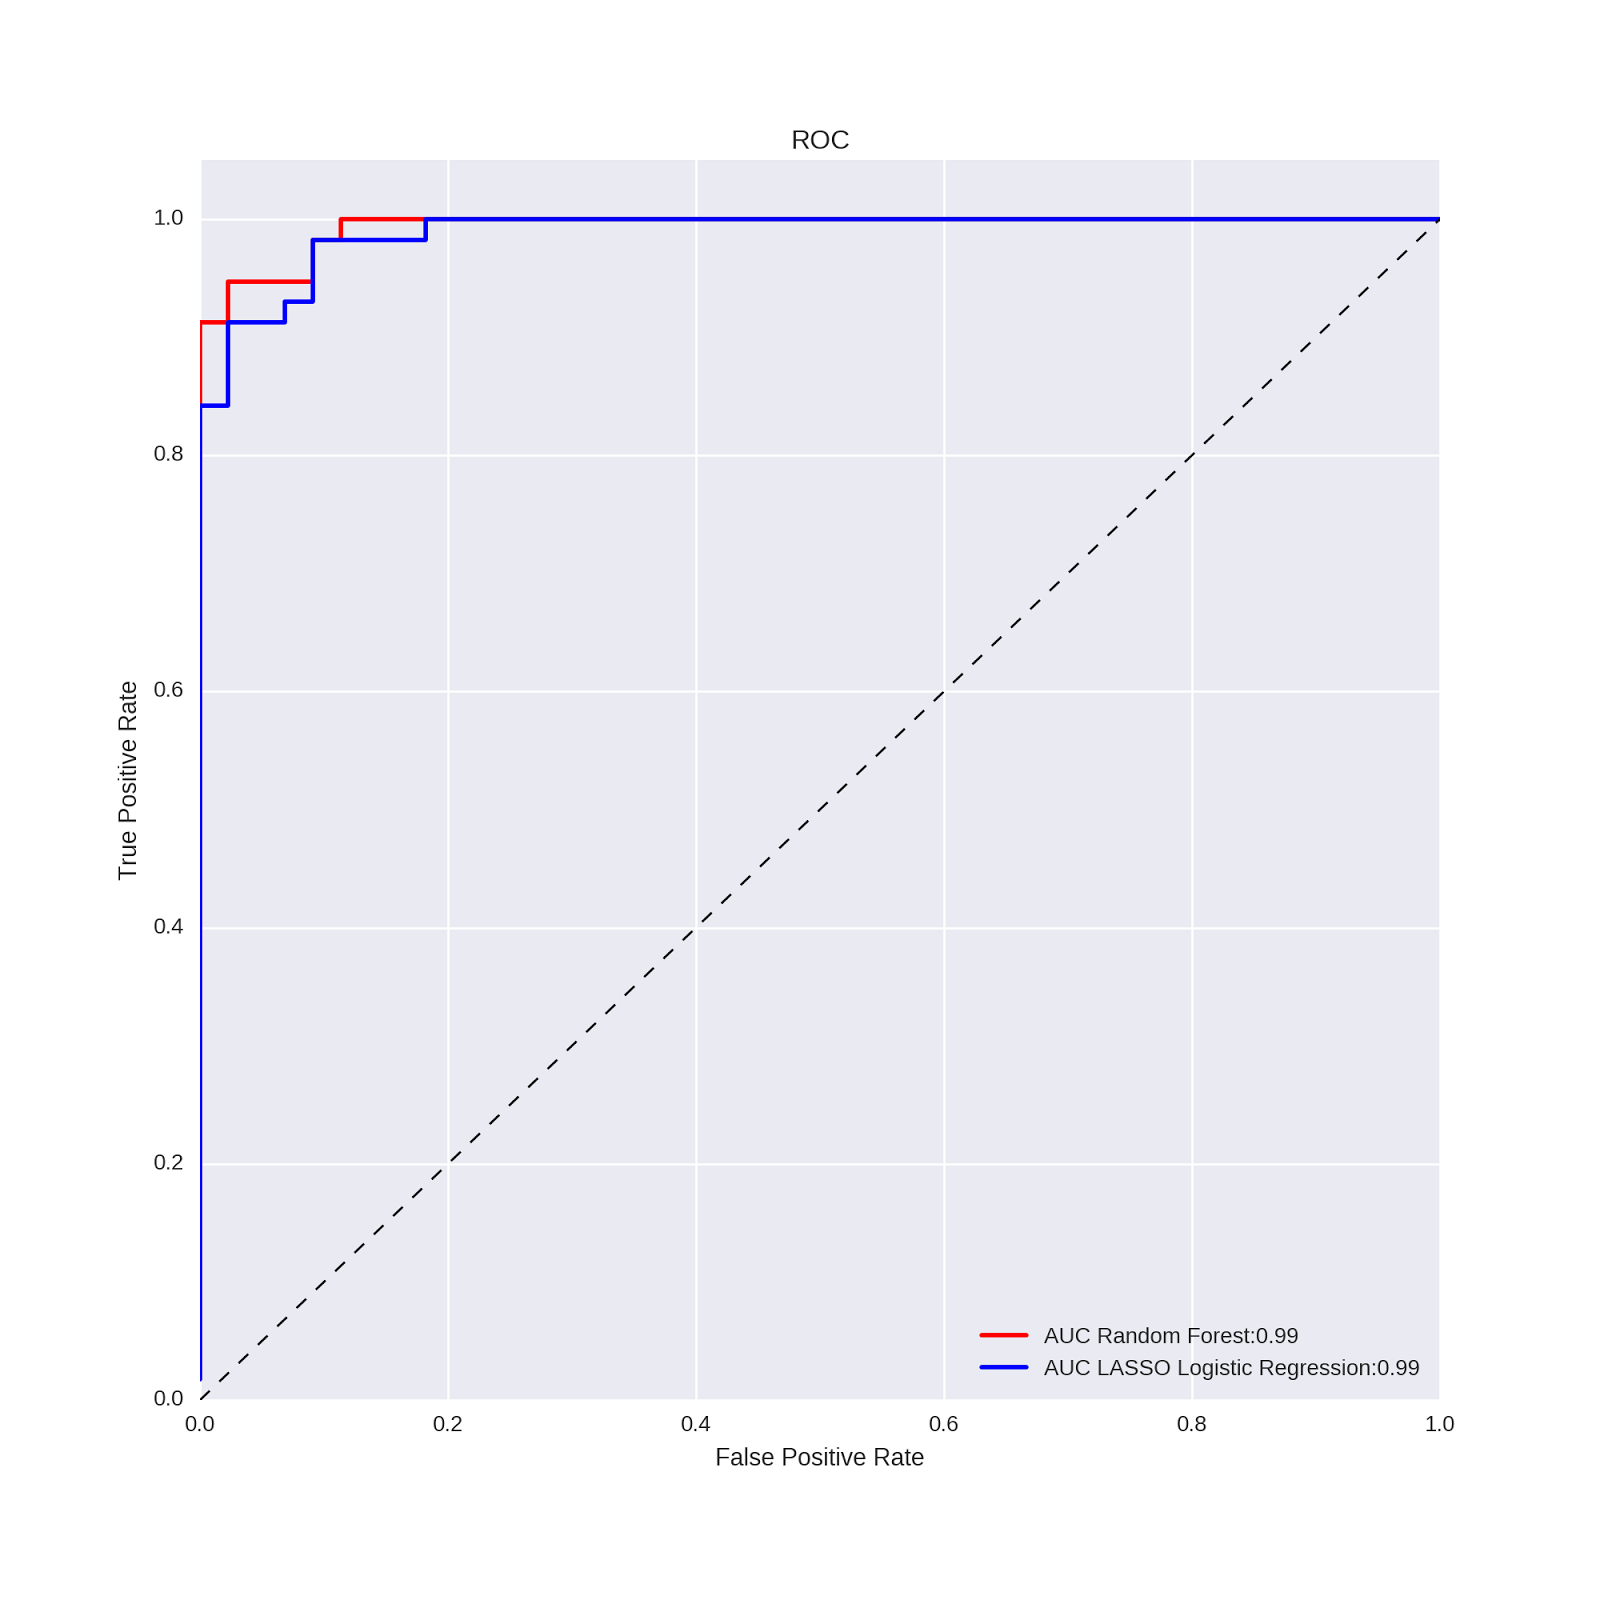 ROC
1.0
0.8
0.6
0.4
0.2
0.0
True Positive Rate
0.0 0.2 0.4 0.6 0.8 1.0
False Positive Rate
AUC Random Forest:0.99
AUC LASSO Logistic Regression:0.99